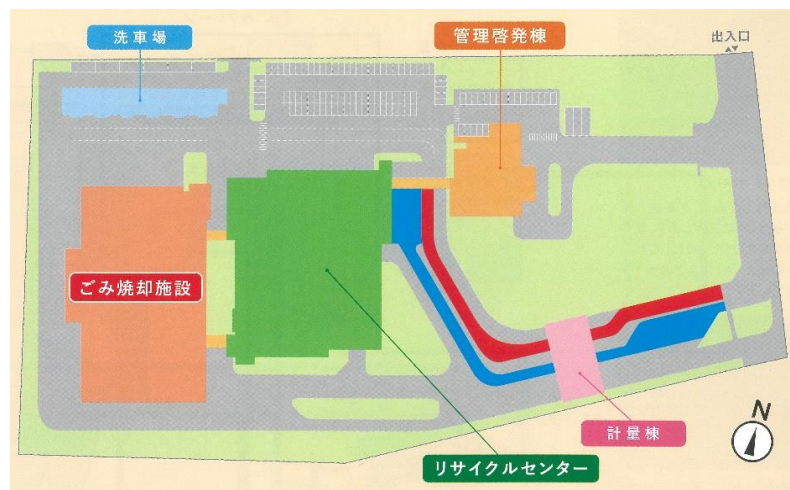 洗車場
管理啓発棟
出入口
ごみ焼却施設
計量棟
リサイクルセンター
N